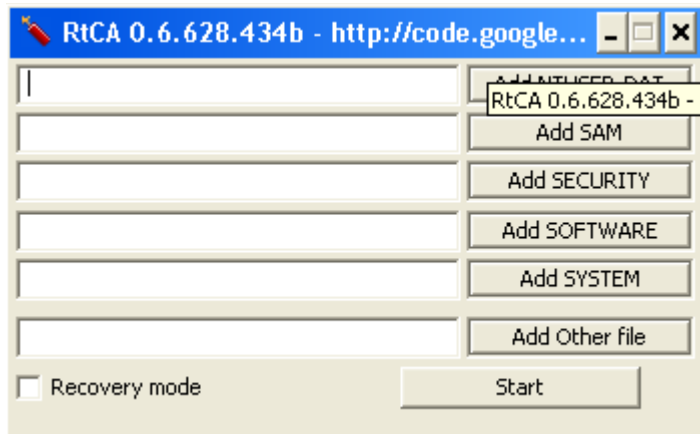 RtCA 0.6.628.434b - http://code.google...
RtCA 0.6.628.434b -
Add SAM
Add SECURITY
Add SOFTWARE
Add SYSTEM
Add Other file
Recovery mode
Start